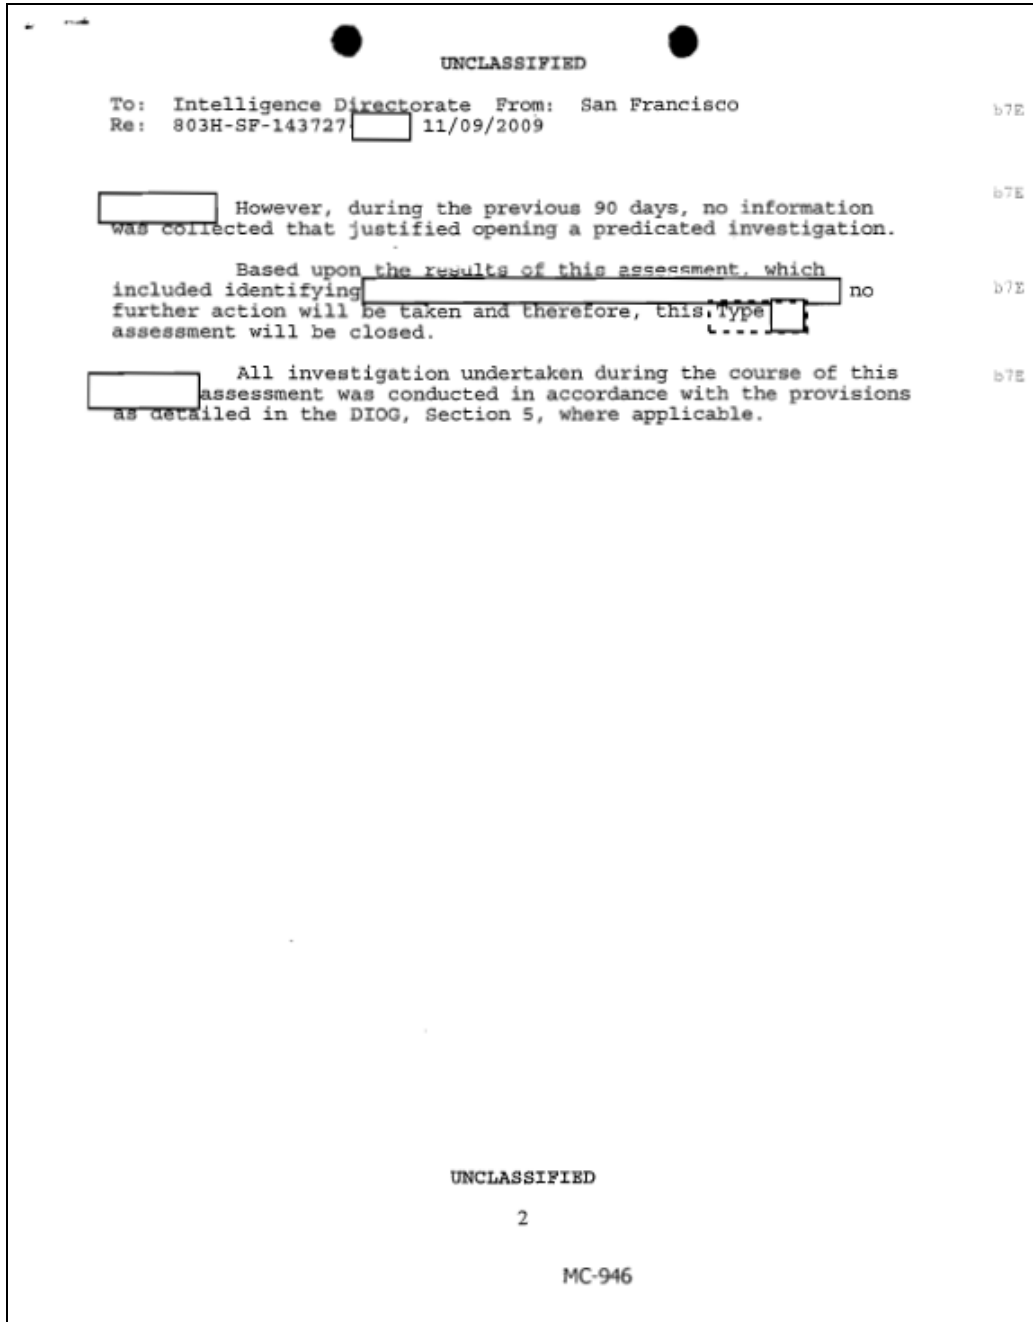 UNCLASSIFIED
To: Intelligence Directorate From: San Francisco
b7E
Re: 803H-SF-143727 11/09/2009
b7E
However, during the previous 90 days, no information
was collected that justified opening a predicated investigation.
Based upon the results of this assessment, which
included identifying no
b7E
further action will be taken and therefore, this Type
assessment will be closed.
All investigation undertaken during the course of this
b7E
assessment was conducted in accordance with the provisions
as detailed in the DIOG, Section 5, where applicable.
UNCLASSIFIED
2
MC-946